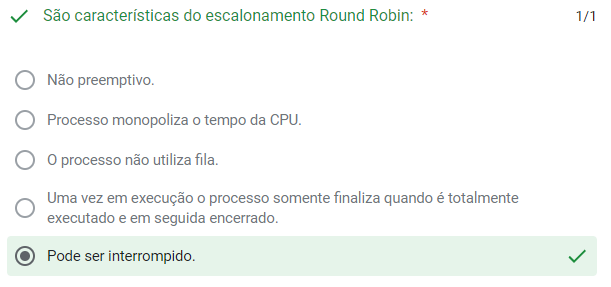 São características do escalonamento Round Robin: * 1/1
Não preemptivo.
Processo monopoliza o tempo da CPU.
O processo não utiliza fila.
Uma vez em execução o processo somente finaliza quando é totalmente
executado e em seguida encerrado.
Pode ser interrompido.